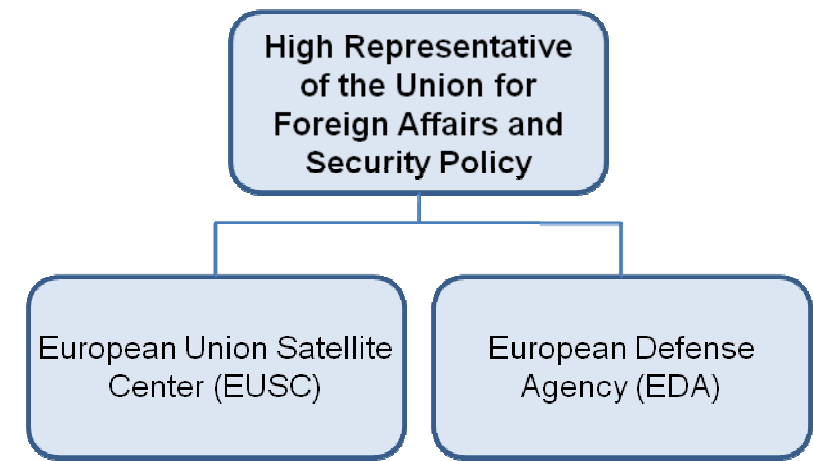 High Representative
of the Union for
Foreign Affairs and
Security Policy
European Union Satellite
Center (EUSC)
European Defense
Agency (EDA)